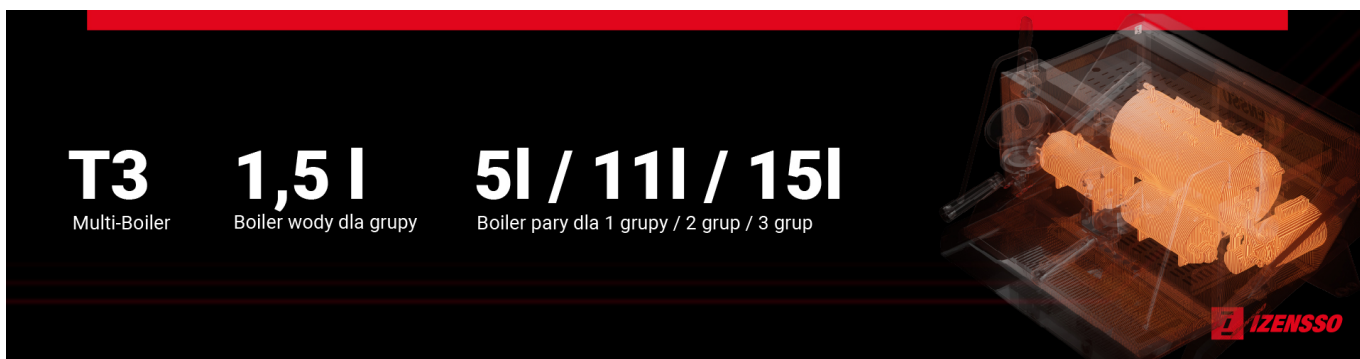 T3
Multi-Boiler
1,5 l
Boiler wody dla grupy
5l / 11l / 15l
Boiler pary dla 1 grupy / 2 grup / 3 grup
IZENSSO